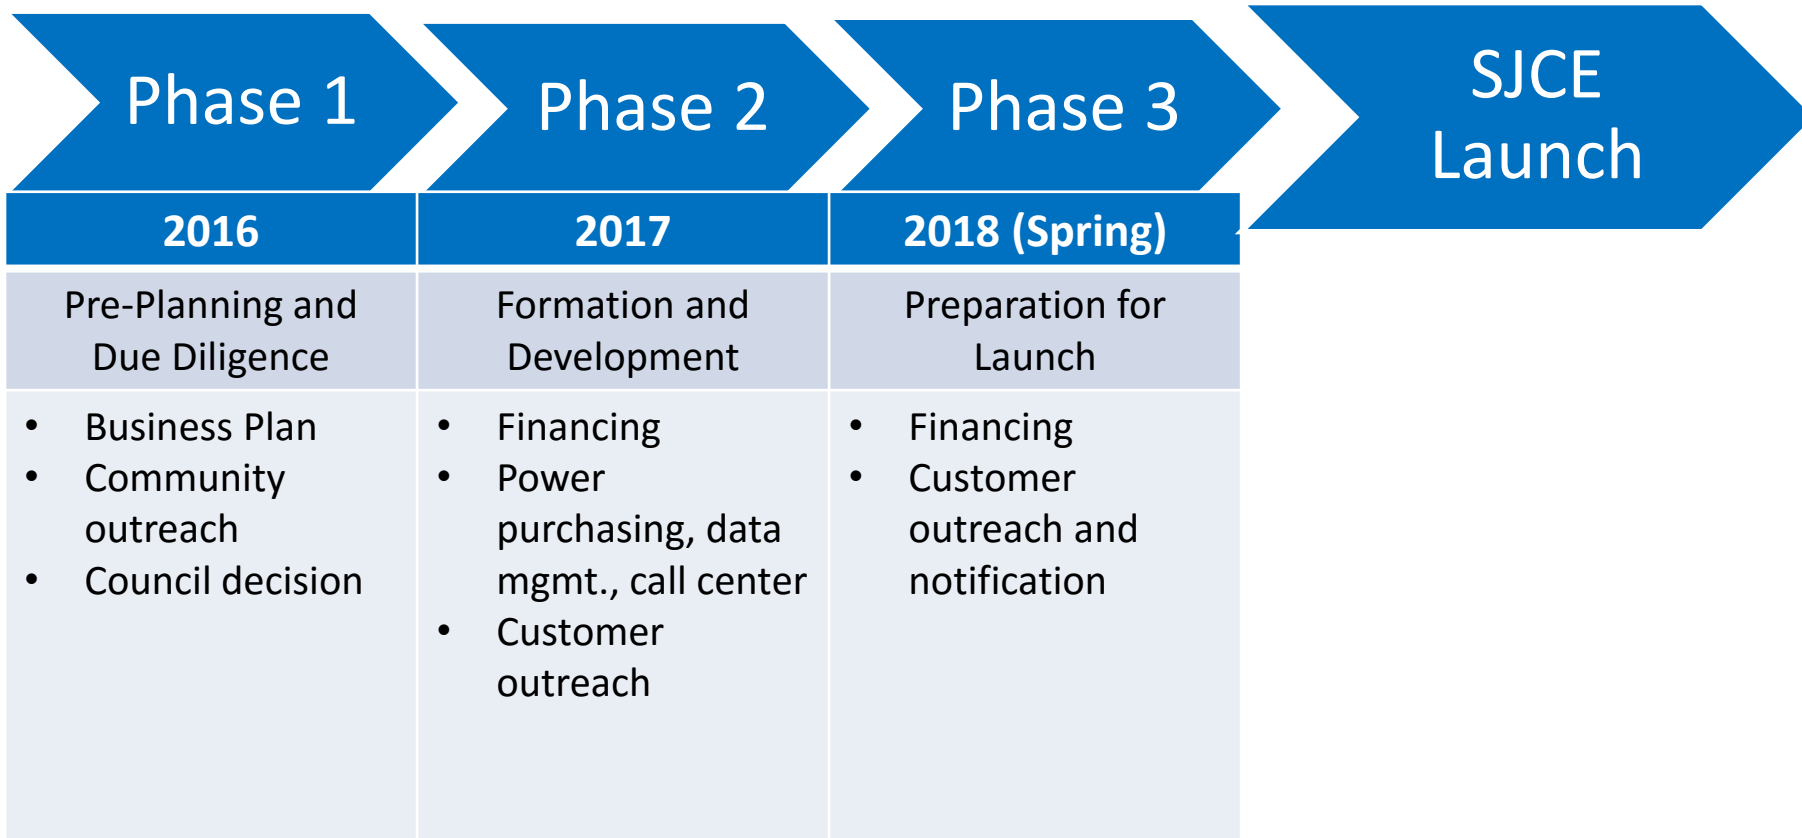 Phase 1
Phase 2
Phase 3
SJCE
Launch
2016
2017
2018 (Spring)
Pre-Planning and
Due Diligence
Formation and
Development
Preparation for
Launch
• Business Plan
• Community
outreach
• Council decision
• Financing
• Power
purchasing, data
mgmt., call center
• Customer
outreach
• Financing
• Customer
outreach and
notification